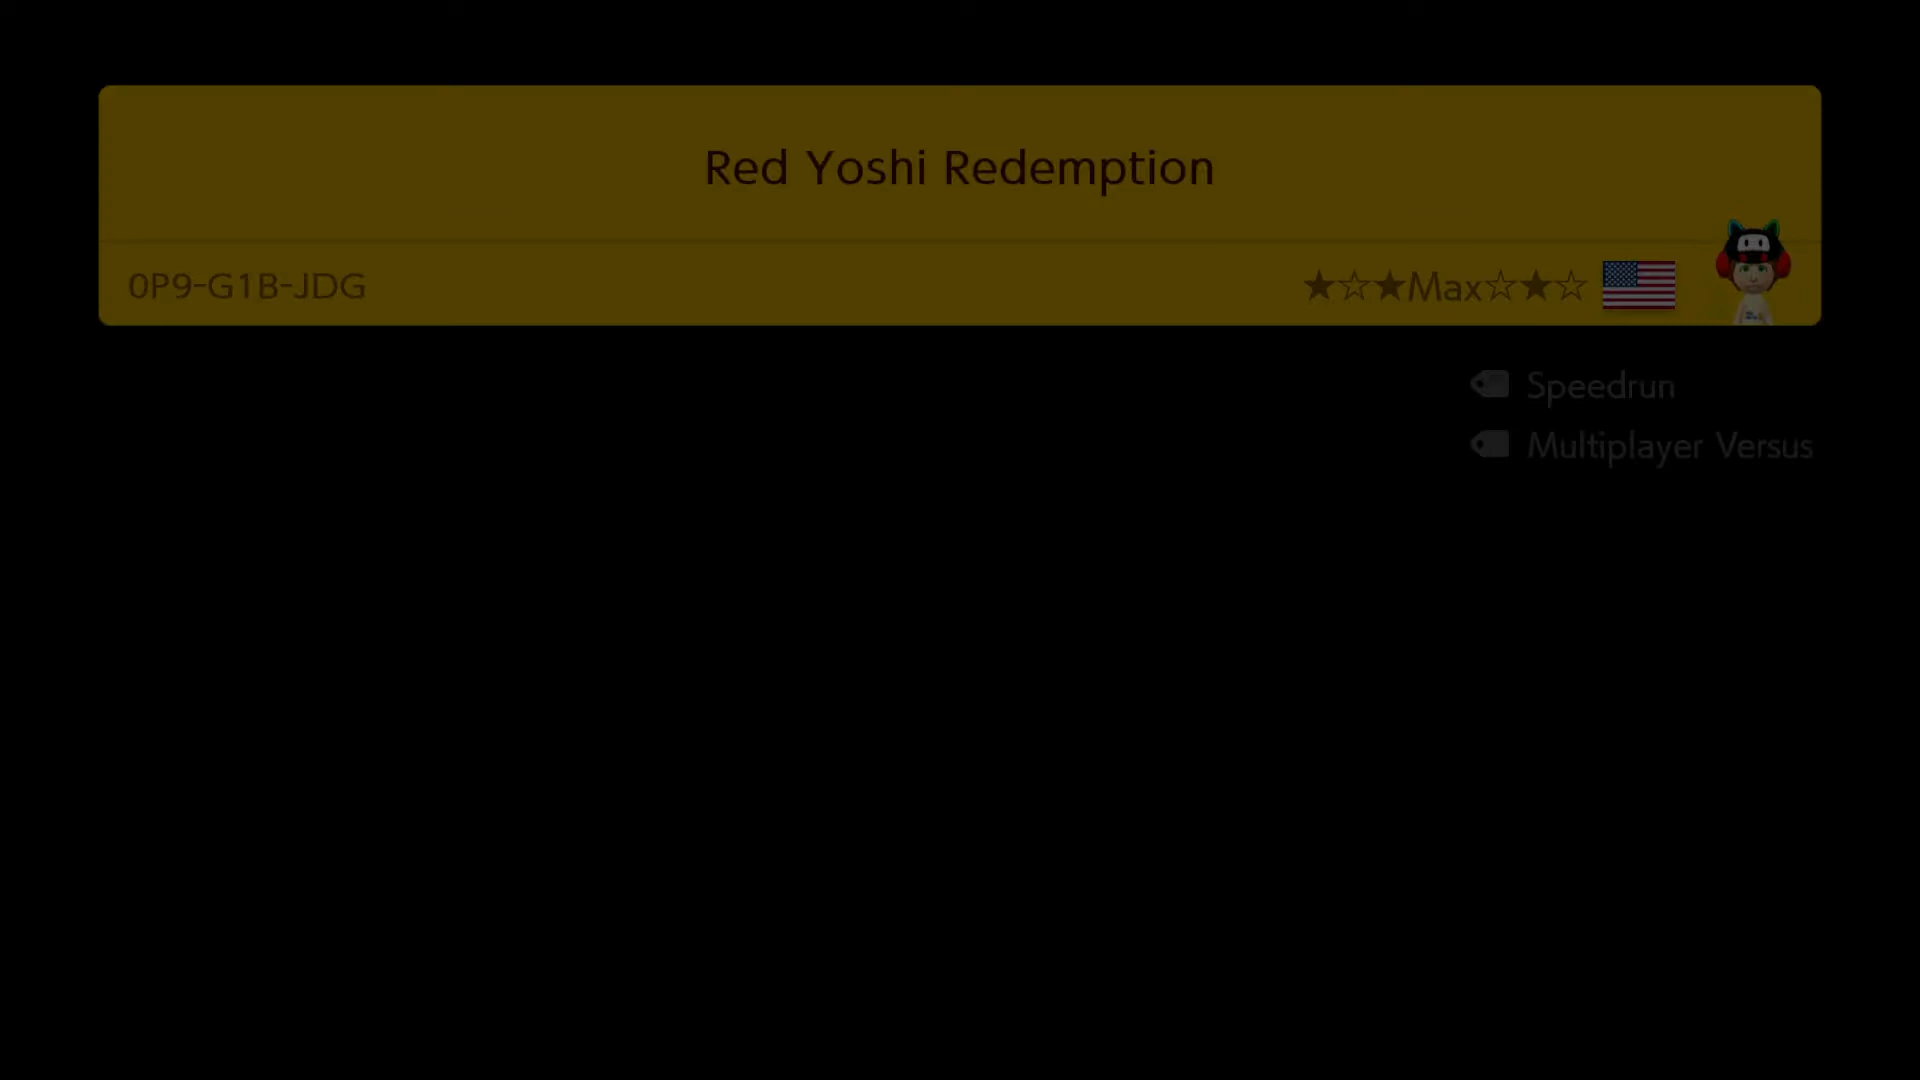 Red Yoshi Redemption
0P9-G1B-JDG
★☆★Max☆★☆
Speedrun
Multiplayer Versus